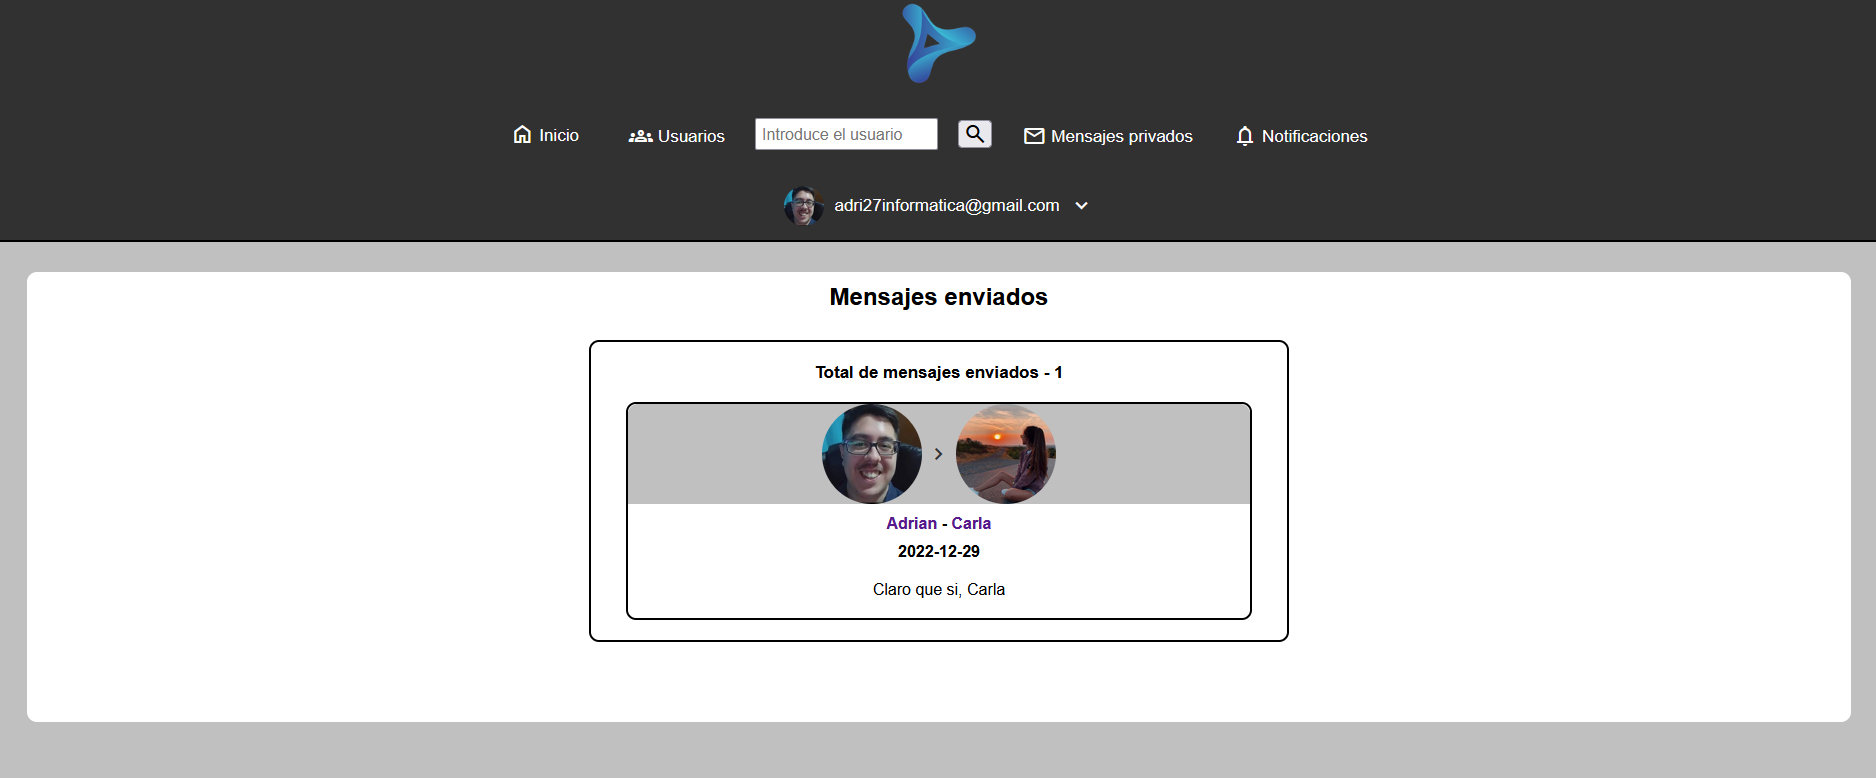 Inicio
Usuarios
Introduce el usuario
Mensajes privados
Notificaciones
adri27informatica@gmail.com
Mensajes enviados
Total de mensajes enviados - 1
Adrian - Carla
2022-12-29
Claro que si, Carla